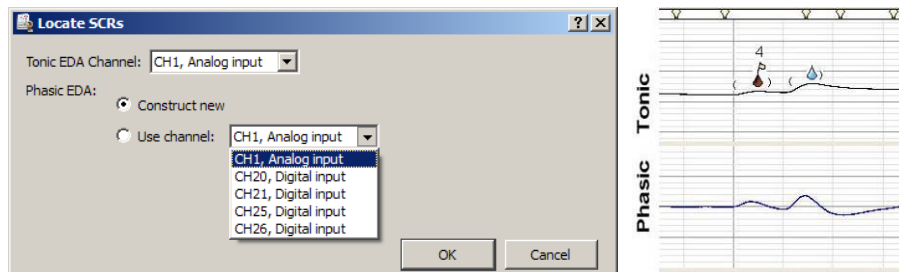 Locate SCRs
Tonic EDA Channel: CH1, Analog input
Phasic EDA:
Construct new
Use channel: CH1, Analog input
CH1, Analog input
CH20, Digital input
CH21, Digital input
CH25, Digital input
CH26, Digital input
OK Cancel
4
( ) ( )
Tonic
Phasic